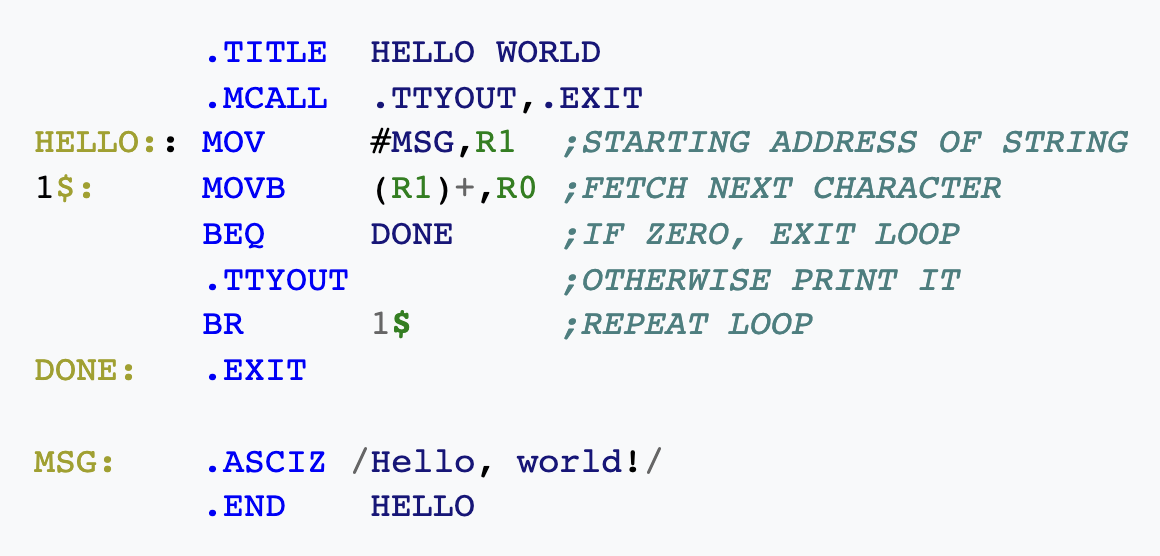 .TITLE HELLO WORLD
.MCALL .TTYOUT,.EXIT
HELLO:: MOV #MSG,R1 ;STARTING ADDRESS OF STRING
1$: MOVB (R1)+,R0 ;FETCH NEXT CHARACTER
BEQ DONE ;IF ZERO, EXIT LOOP
.TTYOUT ;OTHERWISE PRINT IT
BR 1$ ;REPEAT LOOP
DONE: .EXIT
MSG: .ASCIZ /Hello, world!/
.END HELLO